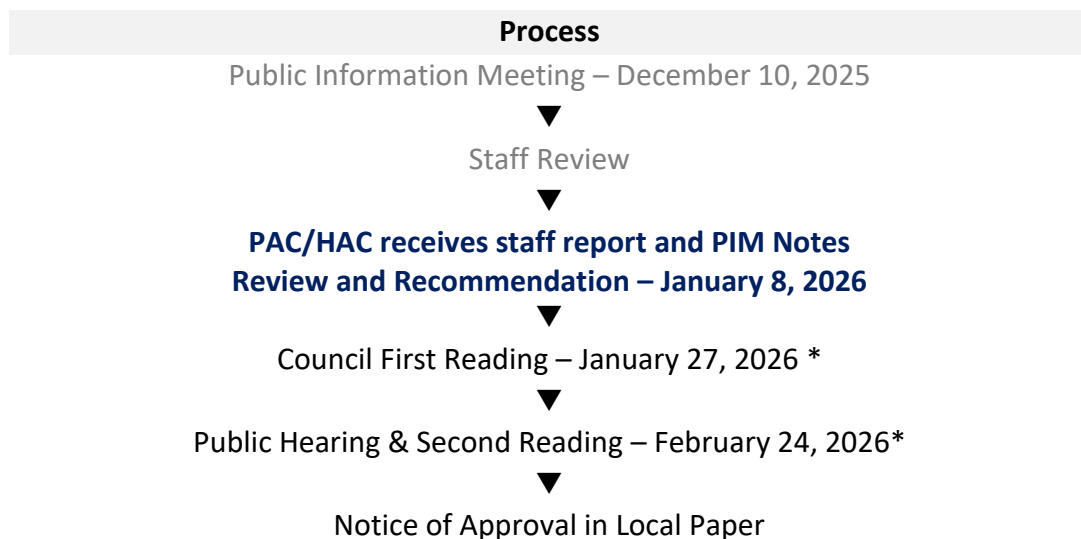 Process
Public Information Meeting – December 10, 2025
Staff Review
PAC/HAC receives staff report and PIM Notes
Review and Recommendation – January 8, 2026
Council First Reading – January 27, 2026 *
Public Hearing & Second Reading – February 24, 2026*
Notice of Approval in Local Paper